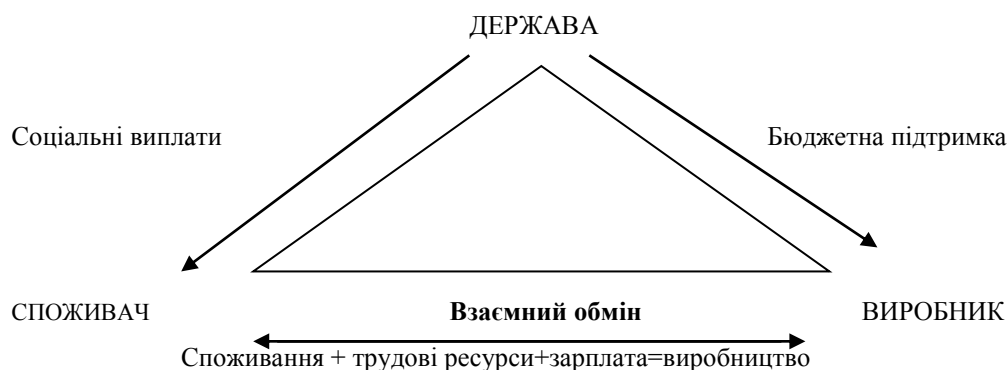 ДЕРЖАВА
Соціальні виплати
Бюджетна підтримка
СПОЖИВАЧ
Взаємний обмін
ВИРОБНИК
Споживання + трудові ресурси+зарплата=виробництво